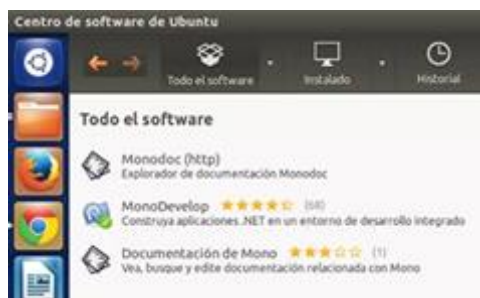 Centro de software de Ubuntu
Todo el software
Instalado
Historial
Todo el software
Monodoc (http)
Explorador de documentación Monodoc
MonoDevelop (68)
Construya aplicaciones .NET en un entorno de desarrollo integrado
Documentación de Mono (1)
Vea, busque y edite documentación relacionada con Mono